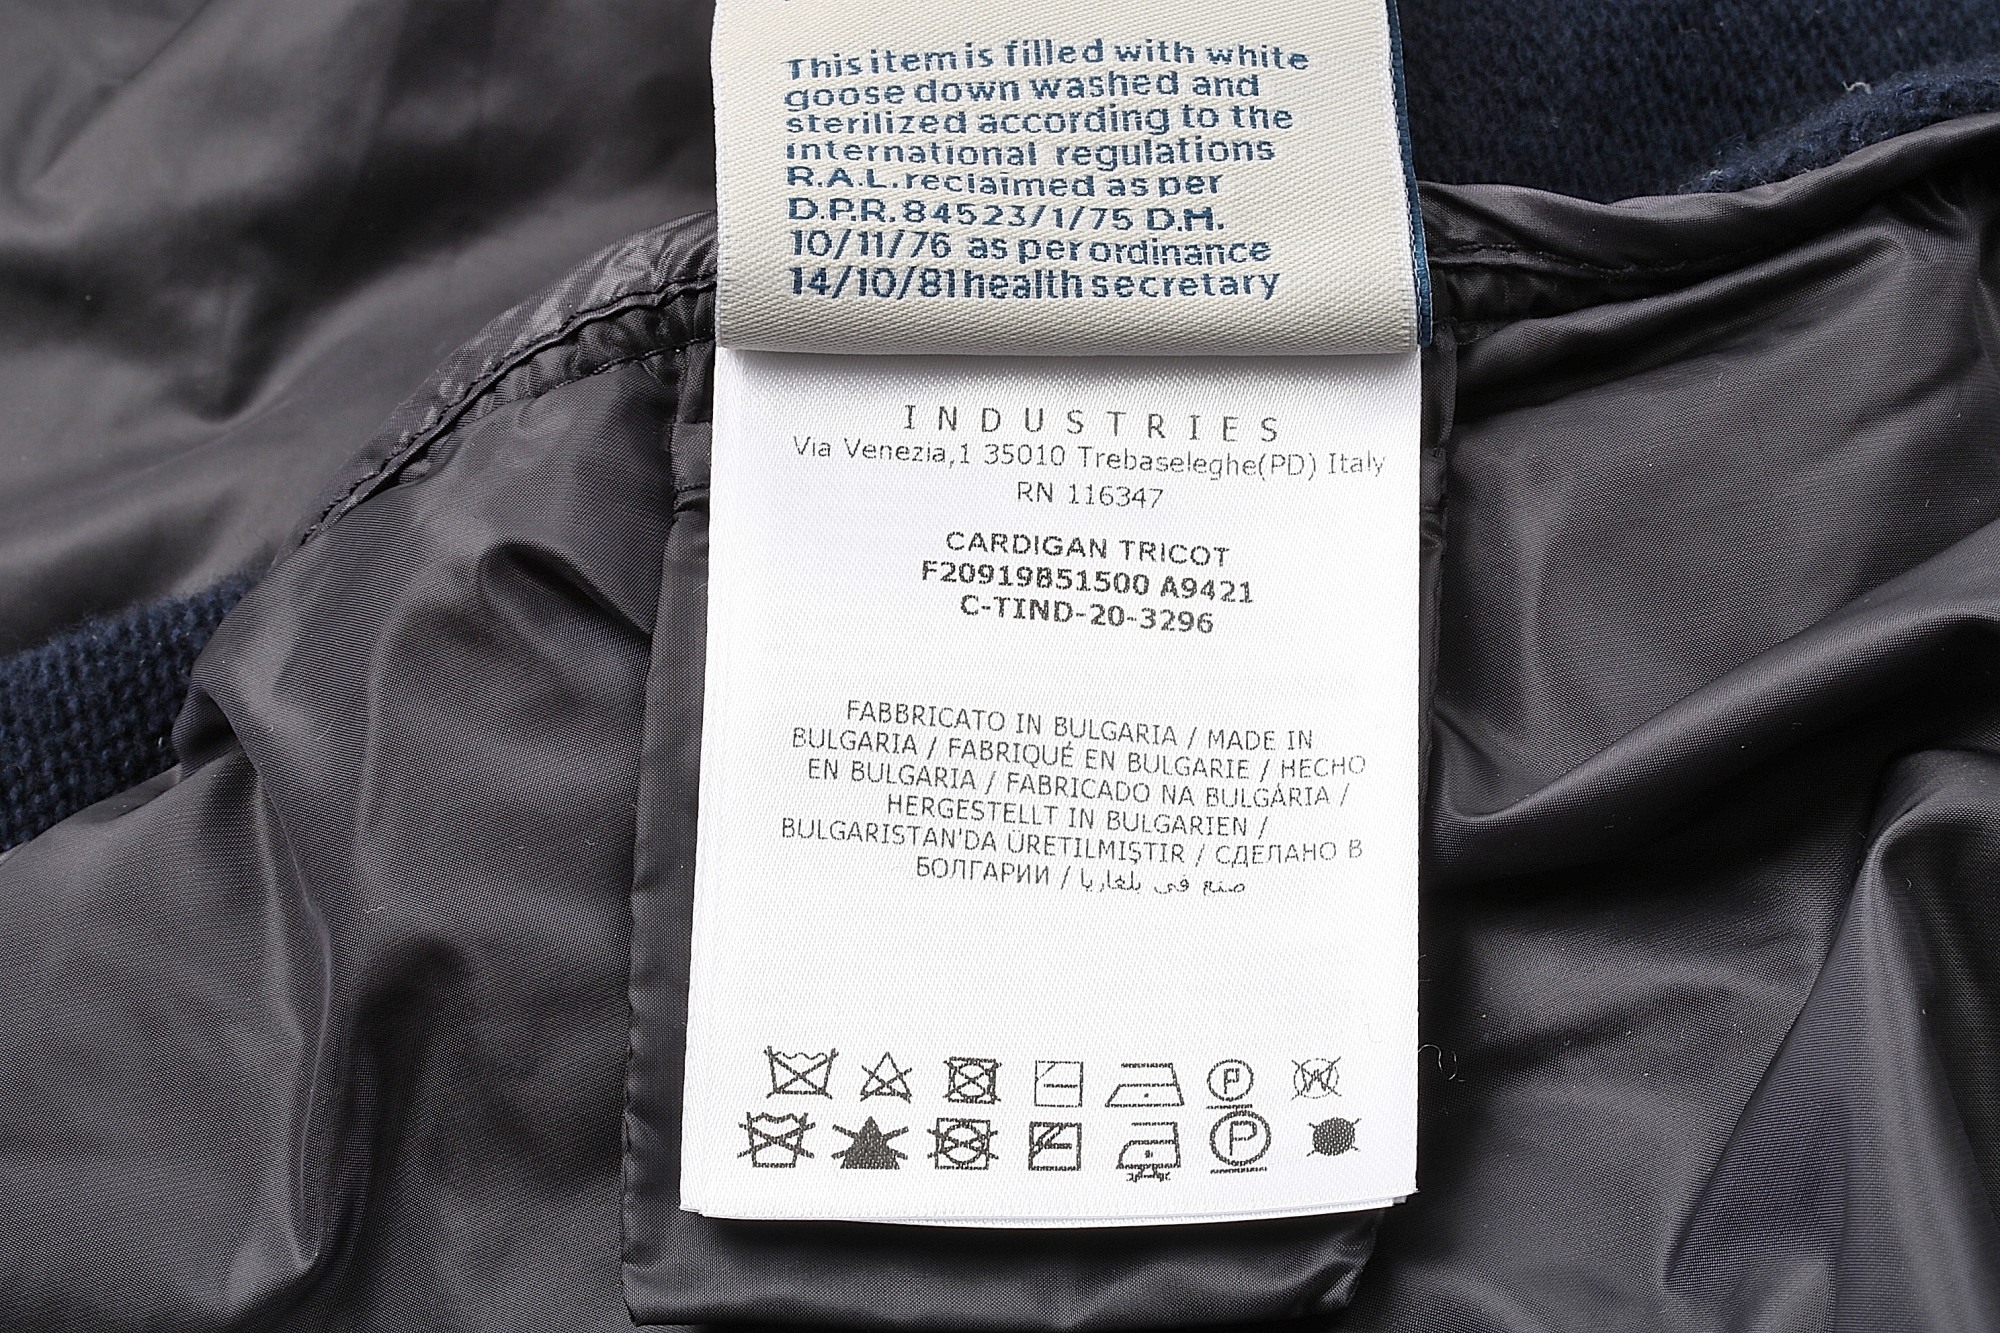 This item is filled with white
goose down washed and
sterilized according to the
international regulations
R.A.L. reclaimed as per
D.P.R. 84523/1/75 D.M.
10/11/76 as per ordinance
14/10/81 health secretary
INDUSTRIES
Via Venezia,1 35010 Trebaseleghe(PD) Italy
RN 116347
CARDIGAN TRICOT
F20919B51500 A9421
C-TIND-20-3296
FABBRICATO IN BULGARIA / MADE IN
BULGARIA / FABRIQUÉ EN BULGARIE / HECHO
EN BULGARIA / FABRICADO NA BULGÁRIA /
HERGESTELLT IN BULGARIEN /
BULGARISTAN'DA ÜRETILMIŞTIR / СДЕЛАНО В
БОЛГАРИИ / صنع في بلغاريا
P W
P